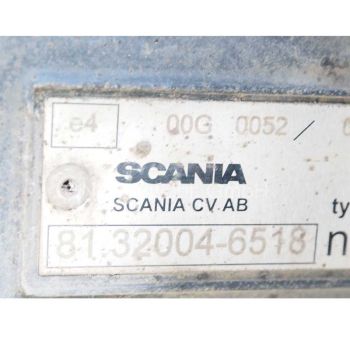 e4 00G 0052 /
SCANIA
SCANIA CV AB ty
81.32004-6518 n